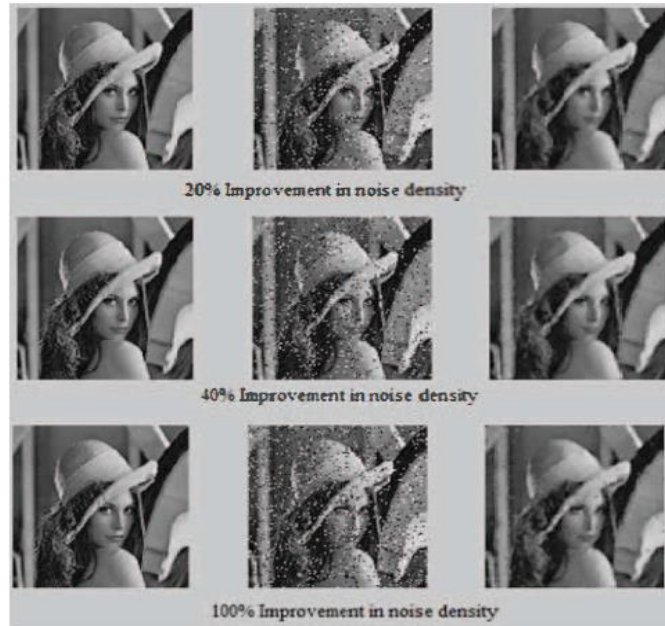 20% Improvement in noise density
40% Improvement in noise density
100% Improvement in noise density